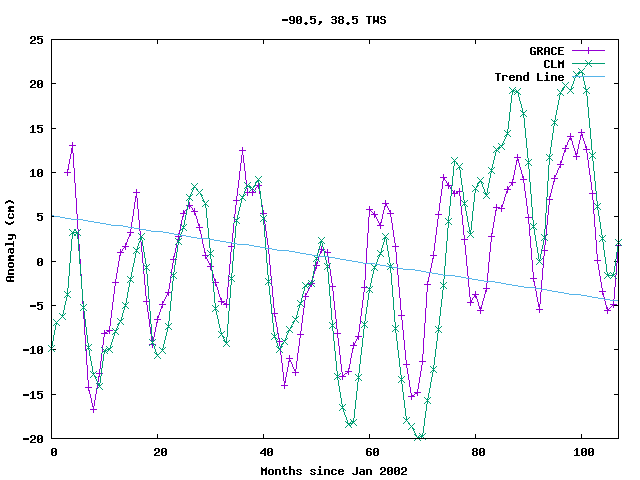 -90.5, 38.5 TWS
GRACE
CLM
Trend Line
25
20
15
10
5
0
-5
-10
-15
-20
Anomaly (cm)
0 20 40 60 80 100
Months since Jan 2002